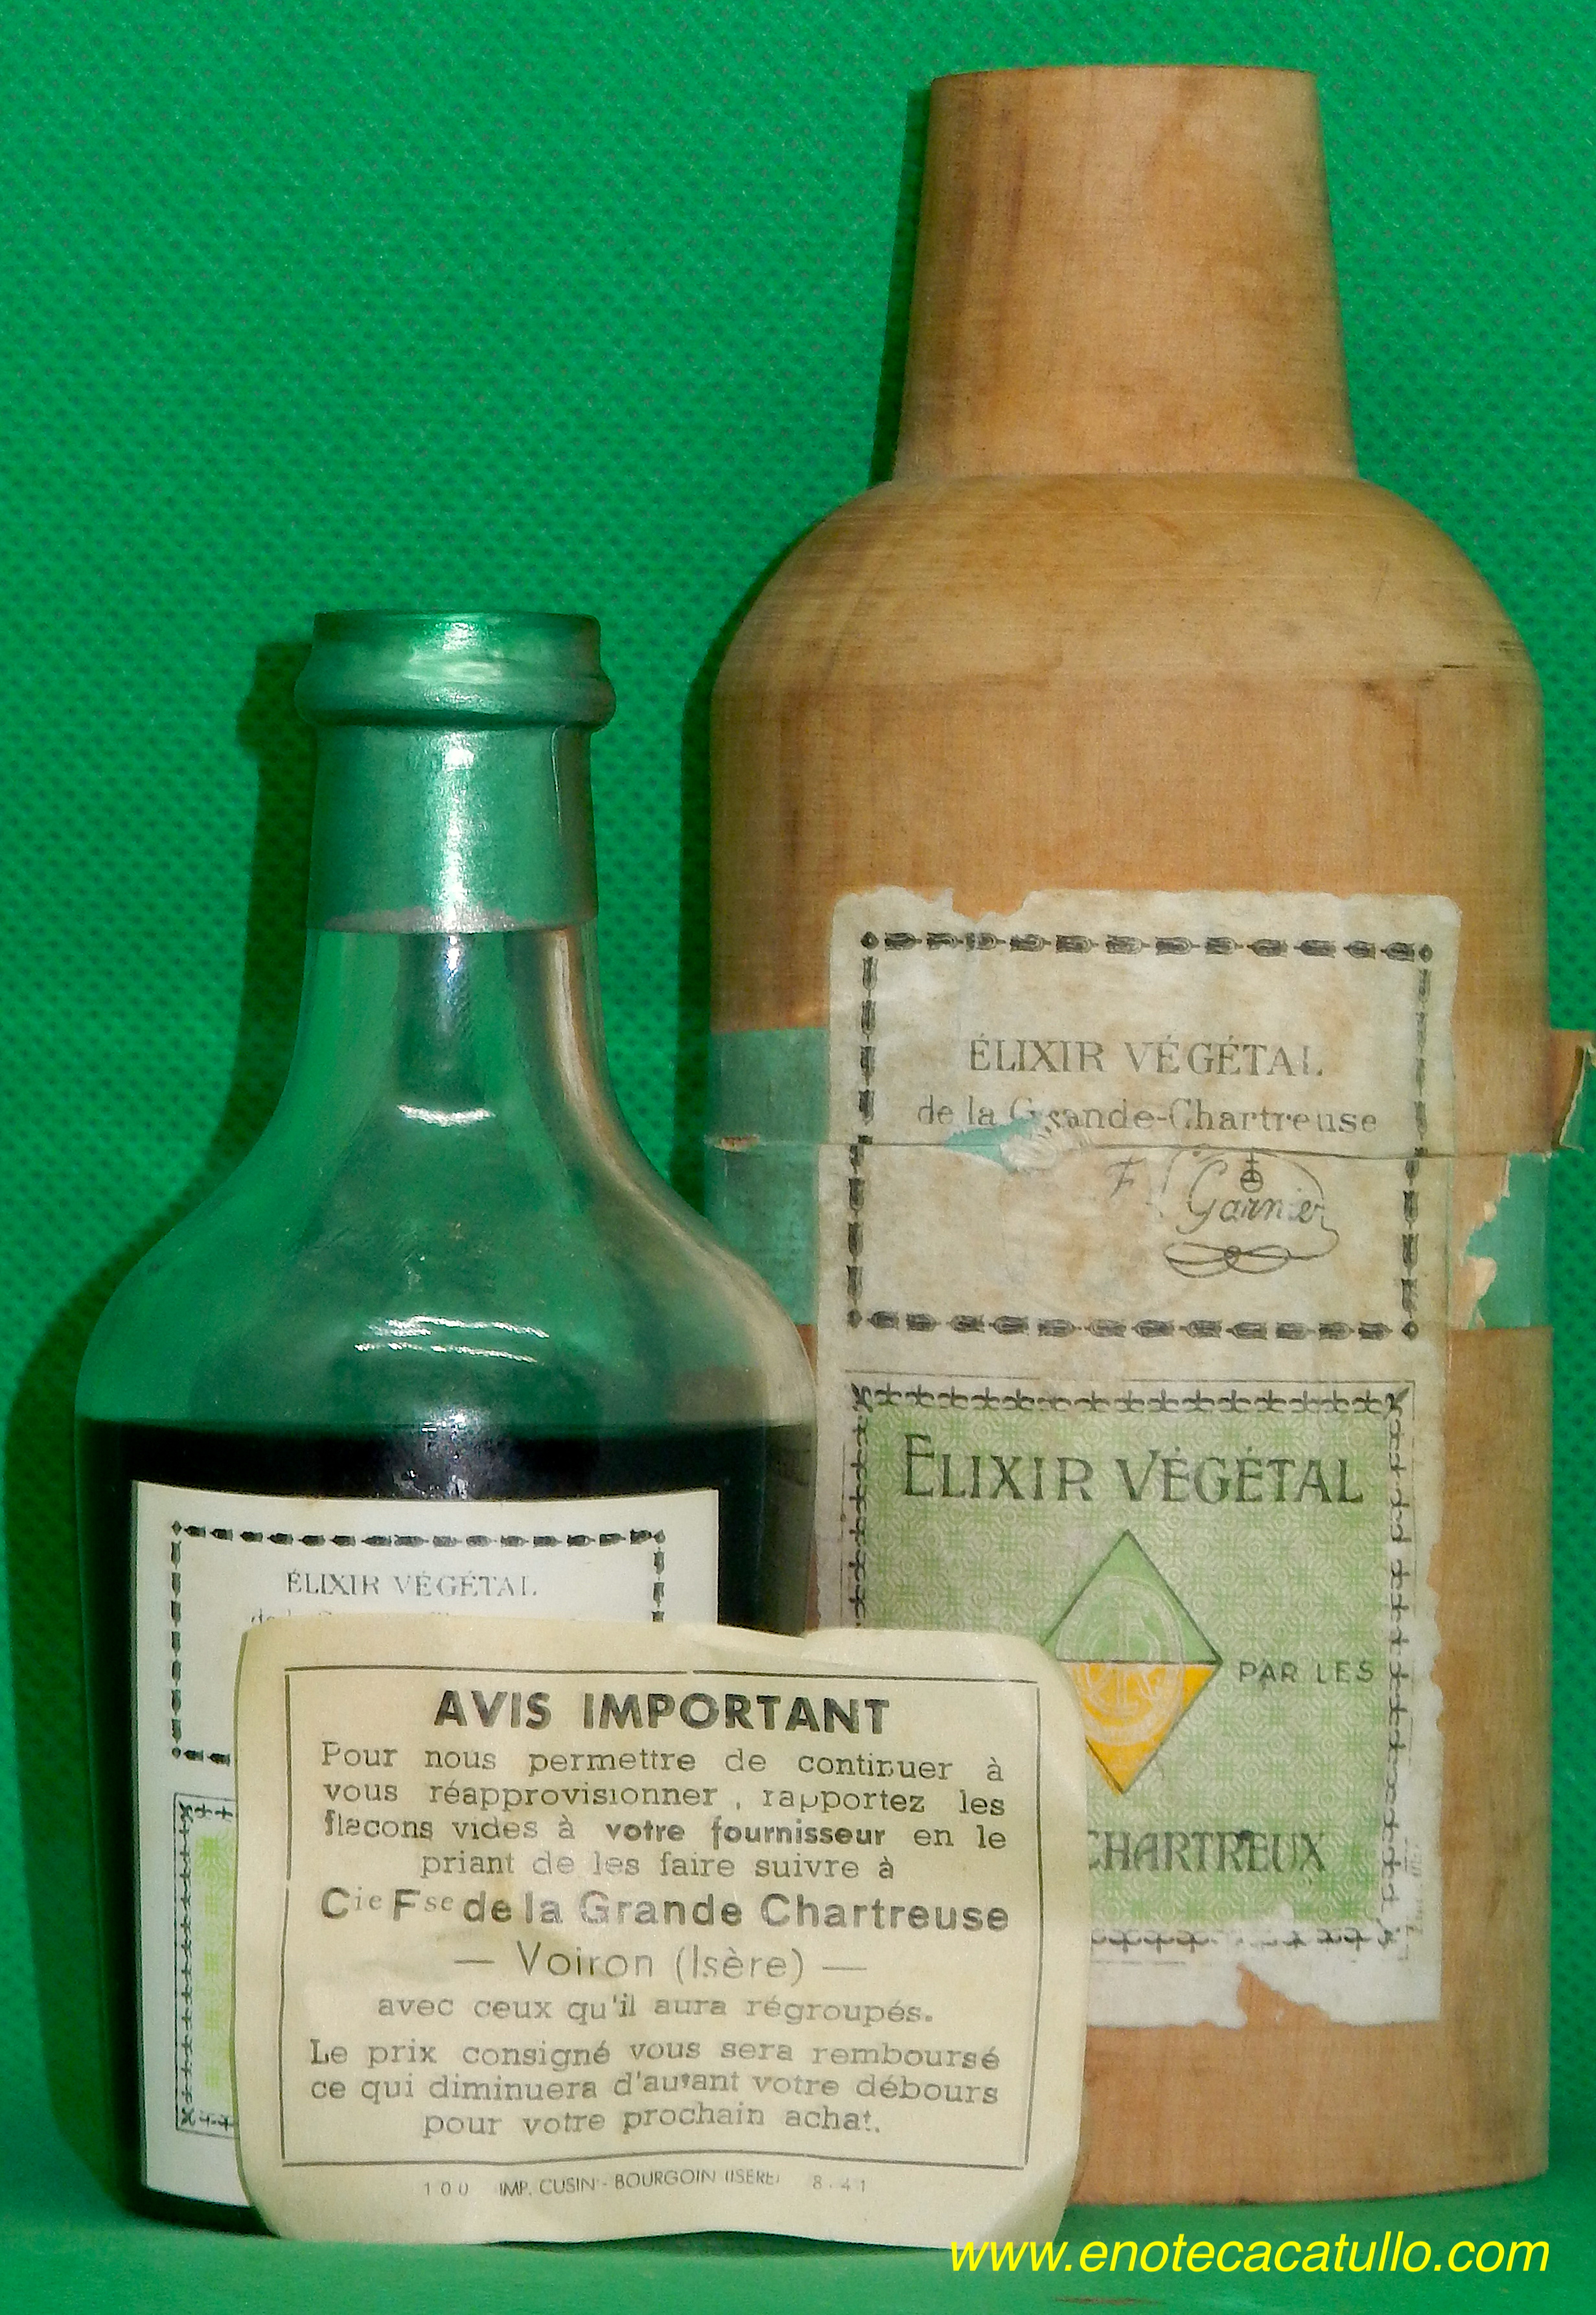 ÉLIXIR VÉGÉTAL
de la Grande-Chartreuse
Garnier
ELIXIR VÉGÉTAL
PAR LES
CHARTREUX
ÉLIXIR VÉGÉTAL
AVIS IMPORTANT
Pour nous permettre de continuer à
vous réapprovisionner, rapportez les
flacons vides à votre fournisseur en le
priant de les faire suivre à
Cie Fse de la Grande Chartreuse
— Voiron (Isère) —
avec ceux qu'il aura régroupés.
Le prix consigné vous sera remboursé
ce qui diminuera d'autant votre débours
pour votre prochain achat.
100 IMP. CUSIN - BOURGOIN (ISERE) 8.41
www.enotecacatullo.com